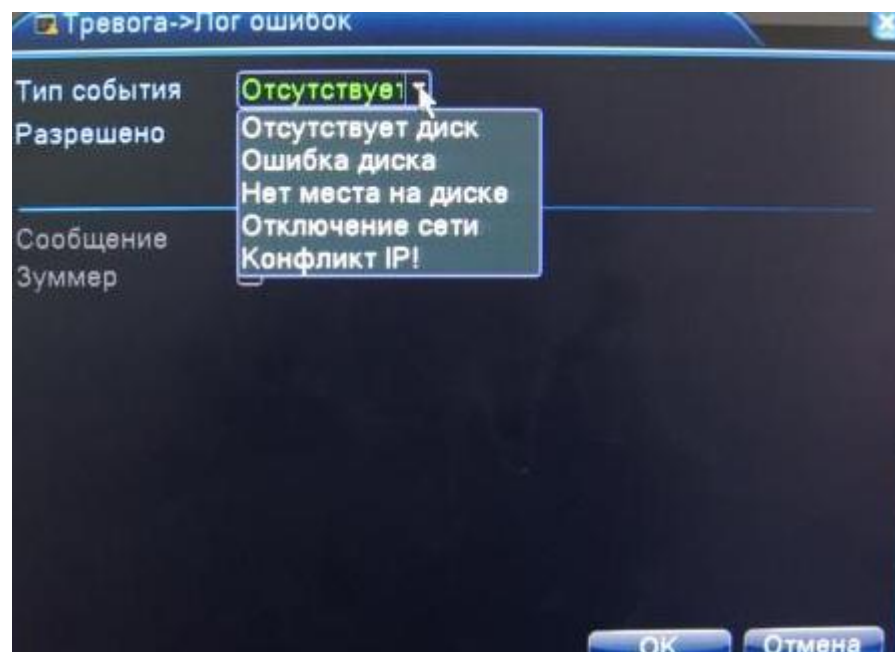 Тревога->Лог ошибок
Тип события Отсутствует
Разрешено
Отсутствует диск
Ошибка диска
Нет места на диске
Отключение сети
Конфликт IP!
Сообщение
Зуммер
OK Отмена